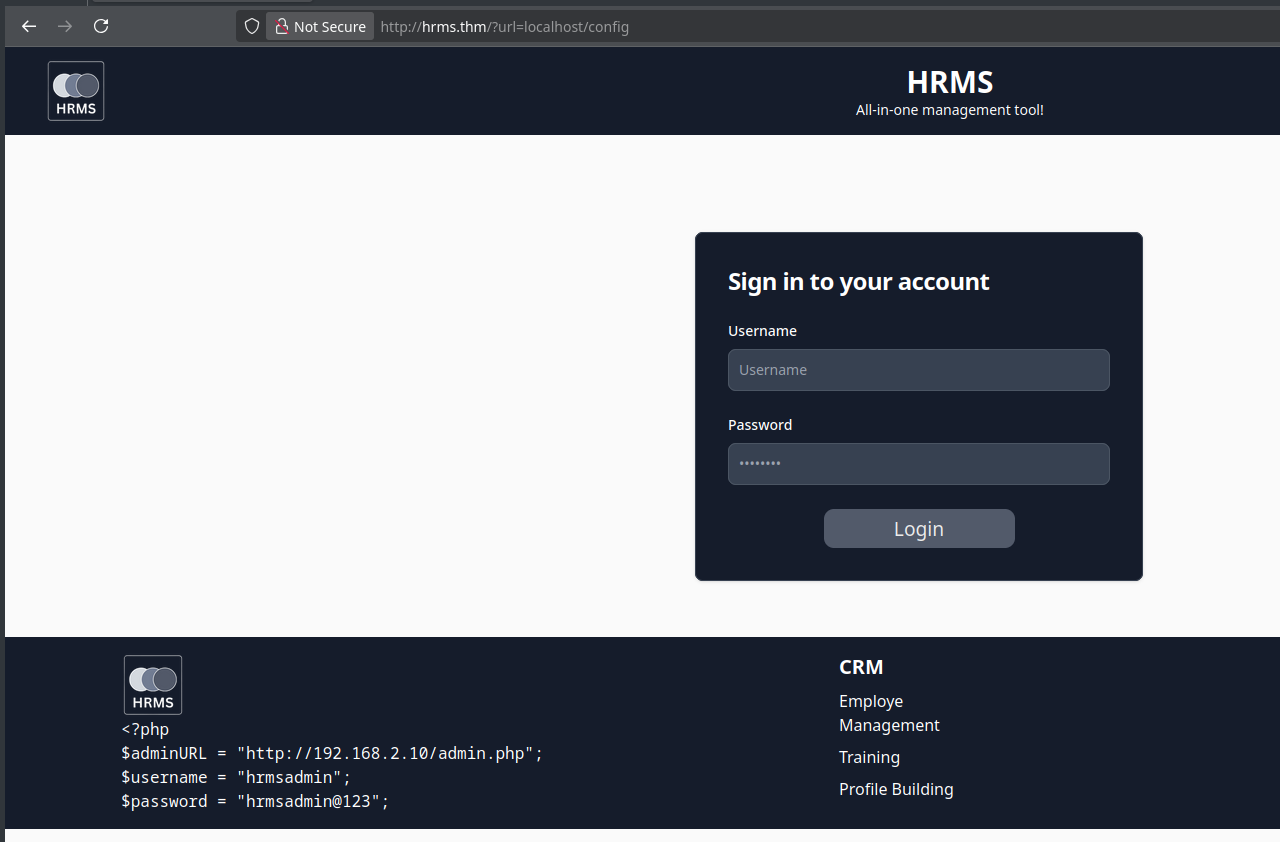 Not Secure http://hrms.thm/?url=localhost/config
HRMS
HRMS
All-in-one management tool!
Sign in to your account
Username
Username
Password
••••••••
Login
HRMS
<?php
$adminURL = "http://192.168.2.10/admin.php";
$username = "hrmsadmin";
$password = "hrmsadmin@123";
CRM
Employe
Management
Training
Profile Building